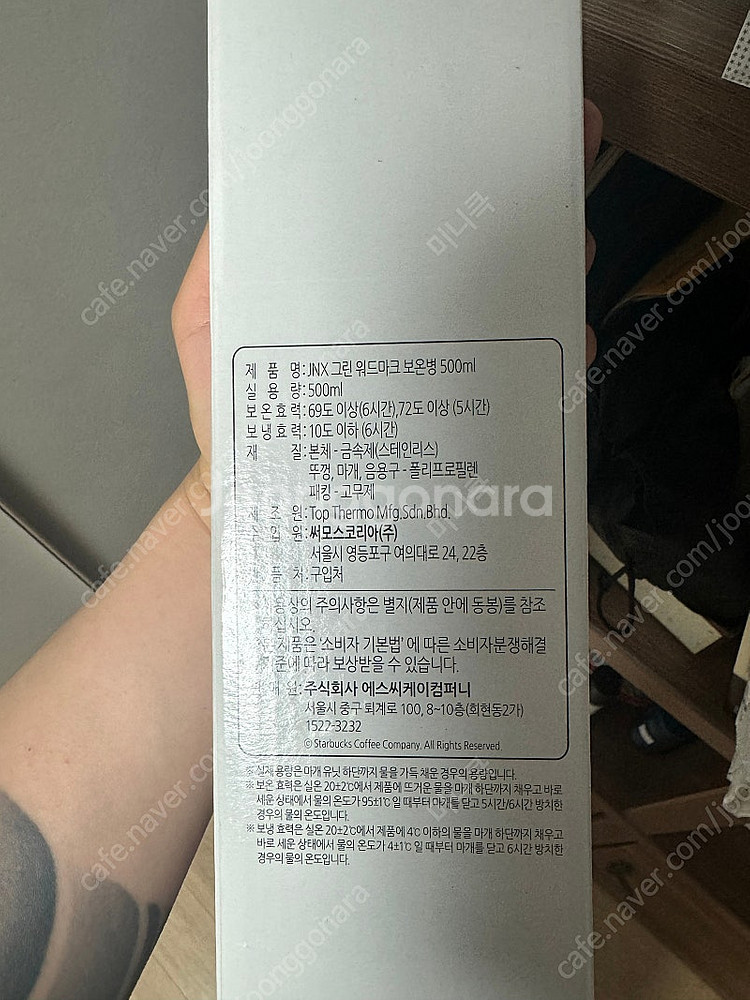 제 품 명: JNX 그린 워드마크 보온병 500ml
실 용 량: 500ml
보온효력: 69도 이상(6시간),72도 이상 (5시간)
보냉효력: 10도 이하 (6시간)
재 질: 본체 - 금속제(스테인리스)
뚜껑, 마개, 음용구 - 폴리프로필렌
패킹 - 고무제
제 조 원: Top Thermo Mfg,Sdn,Bhd.
수 입 원: 써모스코리아(주)
서울시 영등포구 여의대로 24, 22층
처: 구입처
상의 주의사항은 별지(제품 안에 동봉)를 참조
십시오.
제품은 '소비자 기본법' 에 따른 소비자분쟁해결
준에 따라 보상받을 수 있습니다.
판 매 원: 주식회사 에스씨케이컴퍼니
서울시 중구 퇴계로 100, 8~10층(회현동2가)
1522-3232
© Starbucks Coffee Company. All Rights Reserved.
※ 실제 용량은 마개 유닛 하단까지 물을 가득 채운 경우의 용량입니다.
※ 보온 효력은 실온 20±2℃에서 제품에 뜨거운 물을 마개 하단까지 채우고 바로
세운 상태에서 물의 온도가 95±1℃ 일 때부터 마개를 닫고 5시간/6시간 방치한
경우의 물의 온도입니다.
※ 보냉 효력은 실온 20±2℃에서 제품에 4℃ 이하의 물을 마개 하단까지 채우고
바로 세운 상태에서 물의 온도가 4±1℃ 일 때부터 마개를 닫고 6시간 방치한
경우의 물의 온도입니다.
Joonggonara
cafe.naver.com/joonggonara
미니쿡